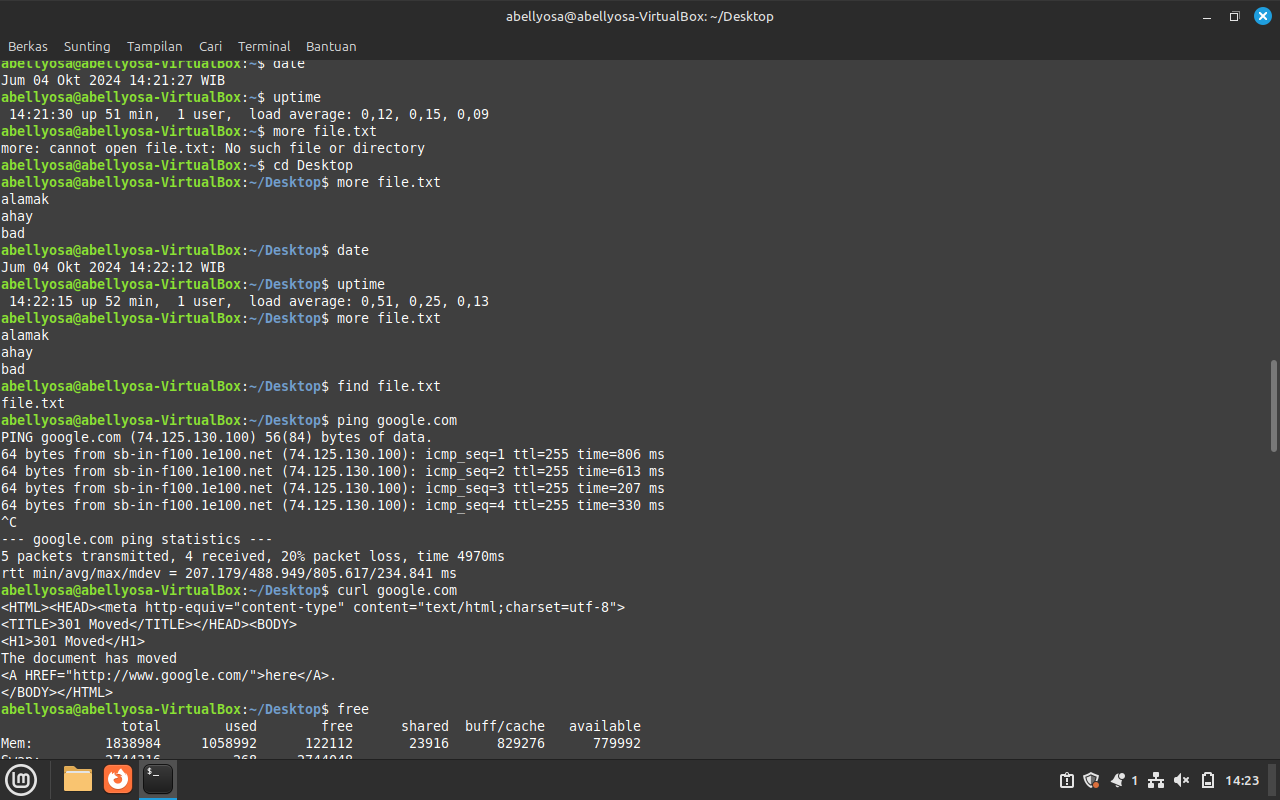 abellyosa@abellyosa-VirtualBox: ~/Desktop
Berkas Sunting Tampilan Cari Terminal Bantuan
abellyosa@abellyosa-VirtualBox:~$ date
Jum 04 Okt 2024 14:21:27 WIB
abellyosa@abellyosa-VirtualBox:~$ uptime
 14:21:30 up 51 min,  1 user,  load average: 0,12, 0,15, 0,09
abellyosa@abellyosa-VirtualBox:~$ more file.txt
more: cannot open file.txt: No such file or directory
abellyosa@abellyosa-VirtualBox:~$ cd Desktop
abellyosa@abellyosa-VirtualBox:~/Desktop$ more file.txt
alamak
ahay
bad
abellyosa@abellyosa-VirtualBox:~/Desktop$ date
Jum 04 Okt 2024 14:22:12 WIB
abellyosa@abellyosa-VirtualBox:~/Desktop$ uptime
 14:22:15 up 52 min,  1 user,  load average: 0,51, 0,25, 0,13
abellyosa@abellyosa-VirtualBox:~/Desktop$ more file.txt
alamak
ahay
bad
abellyosa@abellyosa-VirtualBox:~/Desktop$ find file.txt
file.txt
abellyosa@abellyosa-VirtualBox:~/Desktop$ ping google.com
PING google.com (74.125.130.100) 56(84) bytes of data.
64 bytes from sb-in-f100.1e100.net (74.125.130.100): icmp_seq=1 ttl=255 time=806 ms
64 bytes from sb-in-f100.1e100.net (74.125.130.100): icmp_seq=2 ttl=255 time=613 ms
64 bytes from sb-in-f100.1e100.net (74.125.130.100): icmp_seq=3 ttl=255 time=207 ms
64 bytes from sb-in-f100.1e100.net (74.125.130.100): icmp_seq=4 ttl=255 time=330 ms
^C
--- google.com ping statistics ---
5 packets transmitted, 4 received, 20% packet loss, time 4970ms
rtt min/avg/max/mdev = 207.179/488.949/805.617/234.841 ms
abellyosa@abellyosa-VirtualBox:~/Desktop$ curl google.com
<HTML><HEAD><meta http-equiv="content-type" content="text/html;charset=utf-8">
<TITLE>301 Moved</TITLE></HEAD><BODY>
<H1>301 Moved</H1>
The document has moved
<A HREF="http://www.google.com/">here</A>.
</BODY></HTML>
abellyosa@abellyosa-VirtualBox:~/Desktop$ free
               total        used        free      shared  buff/cache   available
Mem:         1838984     1058992      122112       23916      829276      779992
Swap:        2744316         268     2744048
$_ 1 14:23